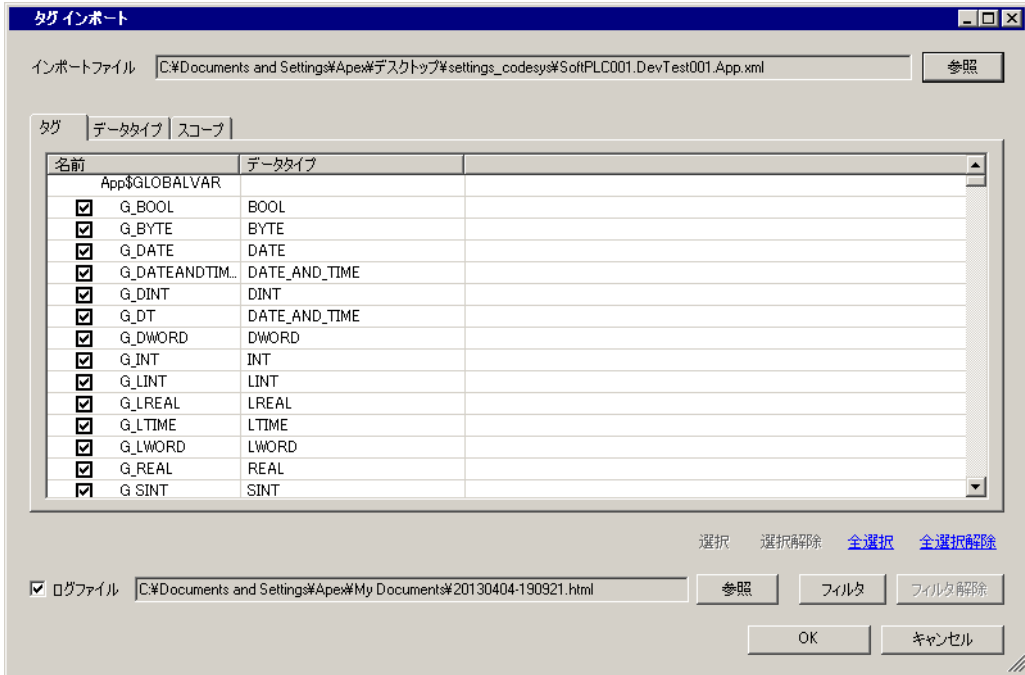 タグ インポート
インポートファイル C:¥Documents and Settings¥Apex¥デスクトップ¥settings_codesys¥SoftPLC001.DevTest001.App.xml 参照
タグ データタイプ スコープ
名前 データタイプ
App$GLOBALVAR
G_BOOL BOOL
G_BYTE BYTE
G_DATE DATE
G_DATEANDTIM... DATE_AND_TIME
G_DINT DINT
G_DT DATE_AND_TIME
G_DWORD DWORD
G_INT INT
G_LINT LINT
G_LREAL LREAL
G_LTIME LTIME
G_LWORD LWORD
G_REAL REAL
G_SINT SINT
選択 選択解除 全選択 全選択解除
ログファイル C:¥Documents and Settings¥Apex¥My Documents¥20130404-190921.html 参照 フィルタ フィルタ解除
OK キャンセル